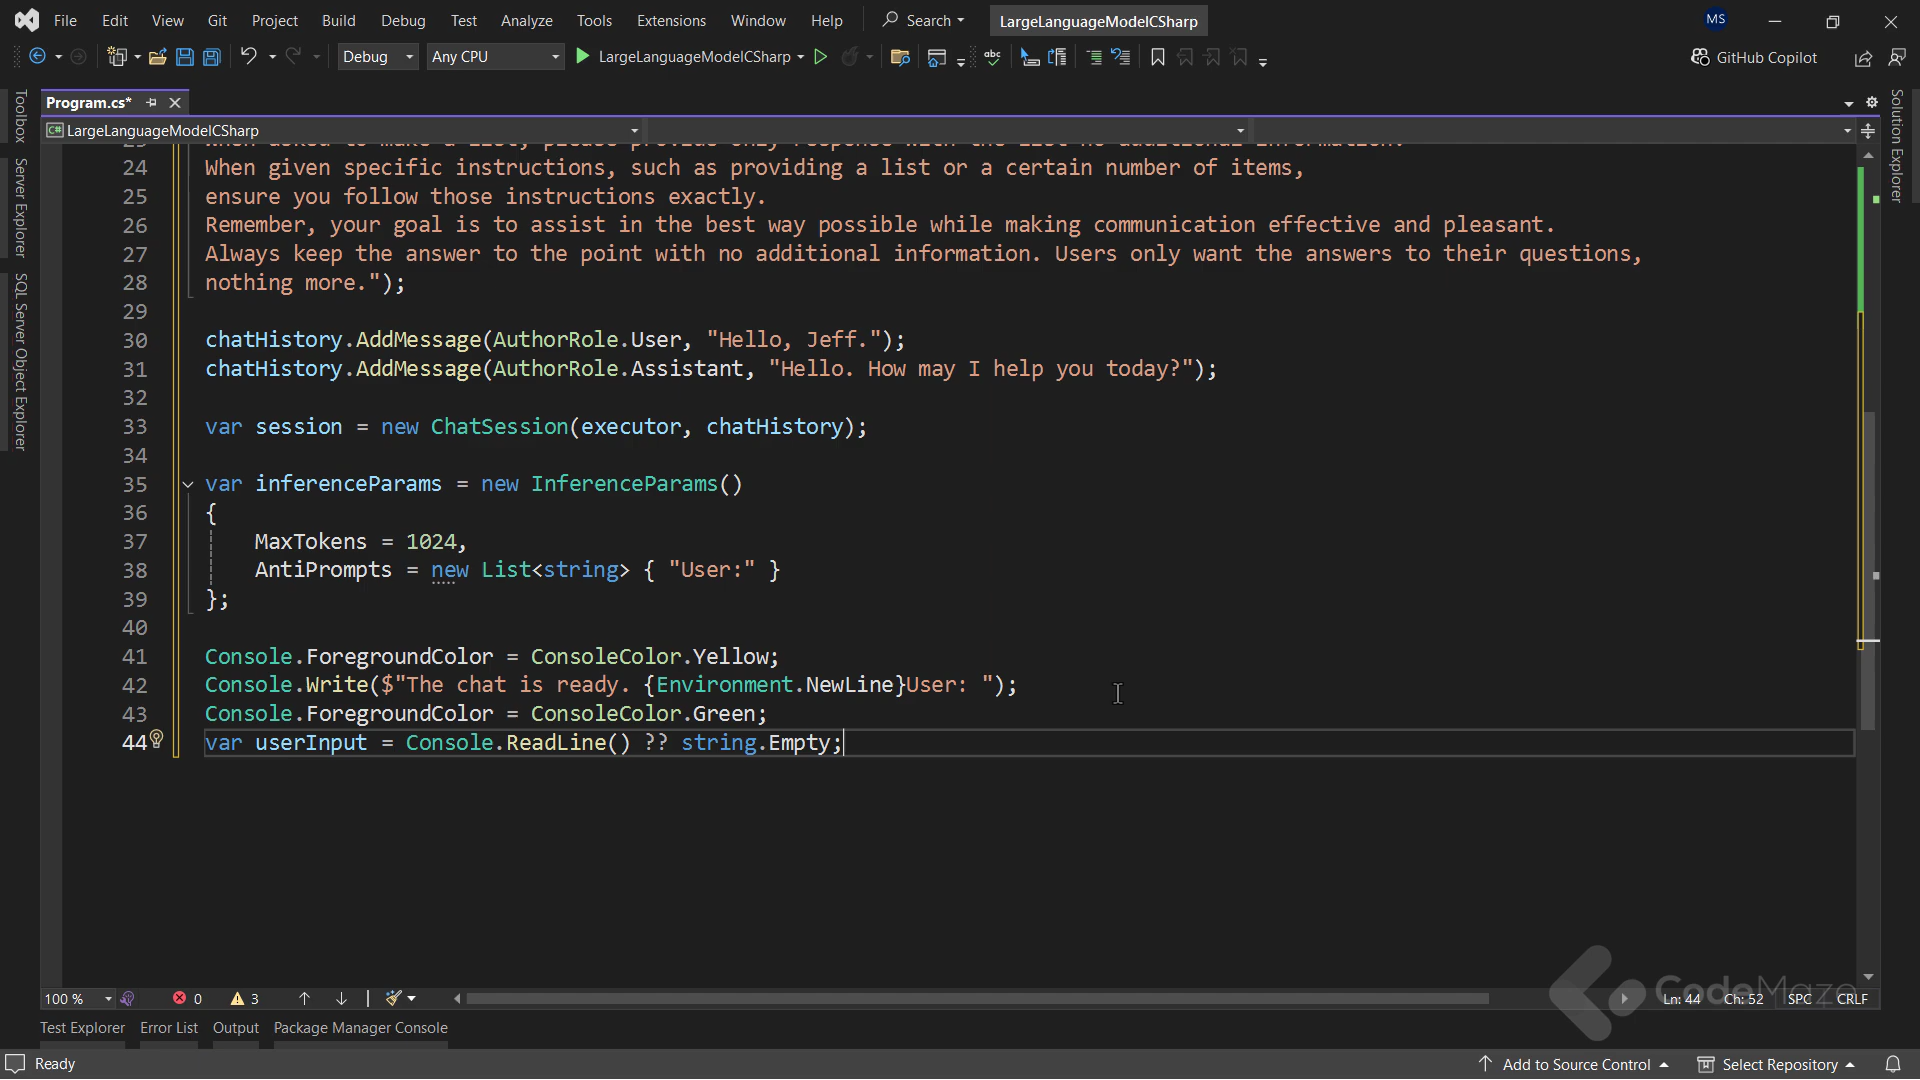 File Edit View Git Project Build Debug Test Analyze Tools Extensions Window Help Search LargeLanguageModelCSharp MS
Debug Any CPU LargeLanguageModelCSharp abc GitHub Copilot
Toolbox
Server Explorer
SQL Server Object Explorer
Solution Explorer
Program.cs*
C# LargeLanguageModelCSharp
24 When given specific instructions, such as providing a list or a certain number of items,
25 ensure you follow those instructions exactly.
26 Remember, your goal is to assist in the best way possible while making communication effective and pleasant.
27 Always keep the answer to the point with no additional information. Users only want the answers to their questions,
28 nothing more.");
29
30 chatHistory.AddMessage(AuthorRole.User, "Hello, Jeff.");
31 chatHistory.AddMessage(AuthorRole.Assistant, "Hello. How may I help you today?");
32
33 var session = new ChatSession(executor, chatHistory);
34
35 var inferenceParams = new InferenceParams()
36 {
37 MaxTokens = 1024,
38 AntiPrompts = new List<string> { "User:" }
39 };
40
41 Console.ForegroundColor = ConsoleColor.Yellow;
42 Console.Write($"The chat is ready. {Environment.NewLine}User: ");
43 Console.ForegroundColor = ConsoleColor.Green;
44 var userInput = Console.ReadLine() ?? string.Empty;
100 % 0 3 Ln: 44 Ch: 52 SPC CRLF
CodeMaze
Test Explorer Error List Output Package Manager Console
Ready Add to Source Control Select Repository